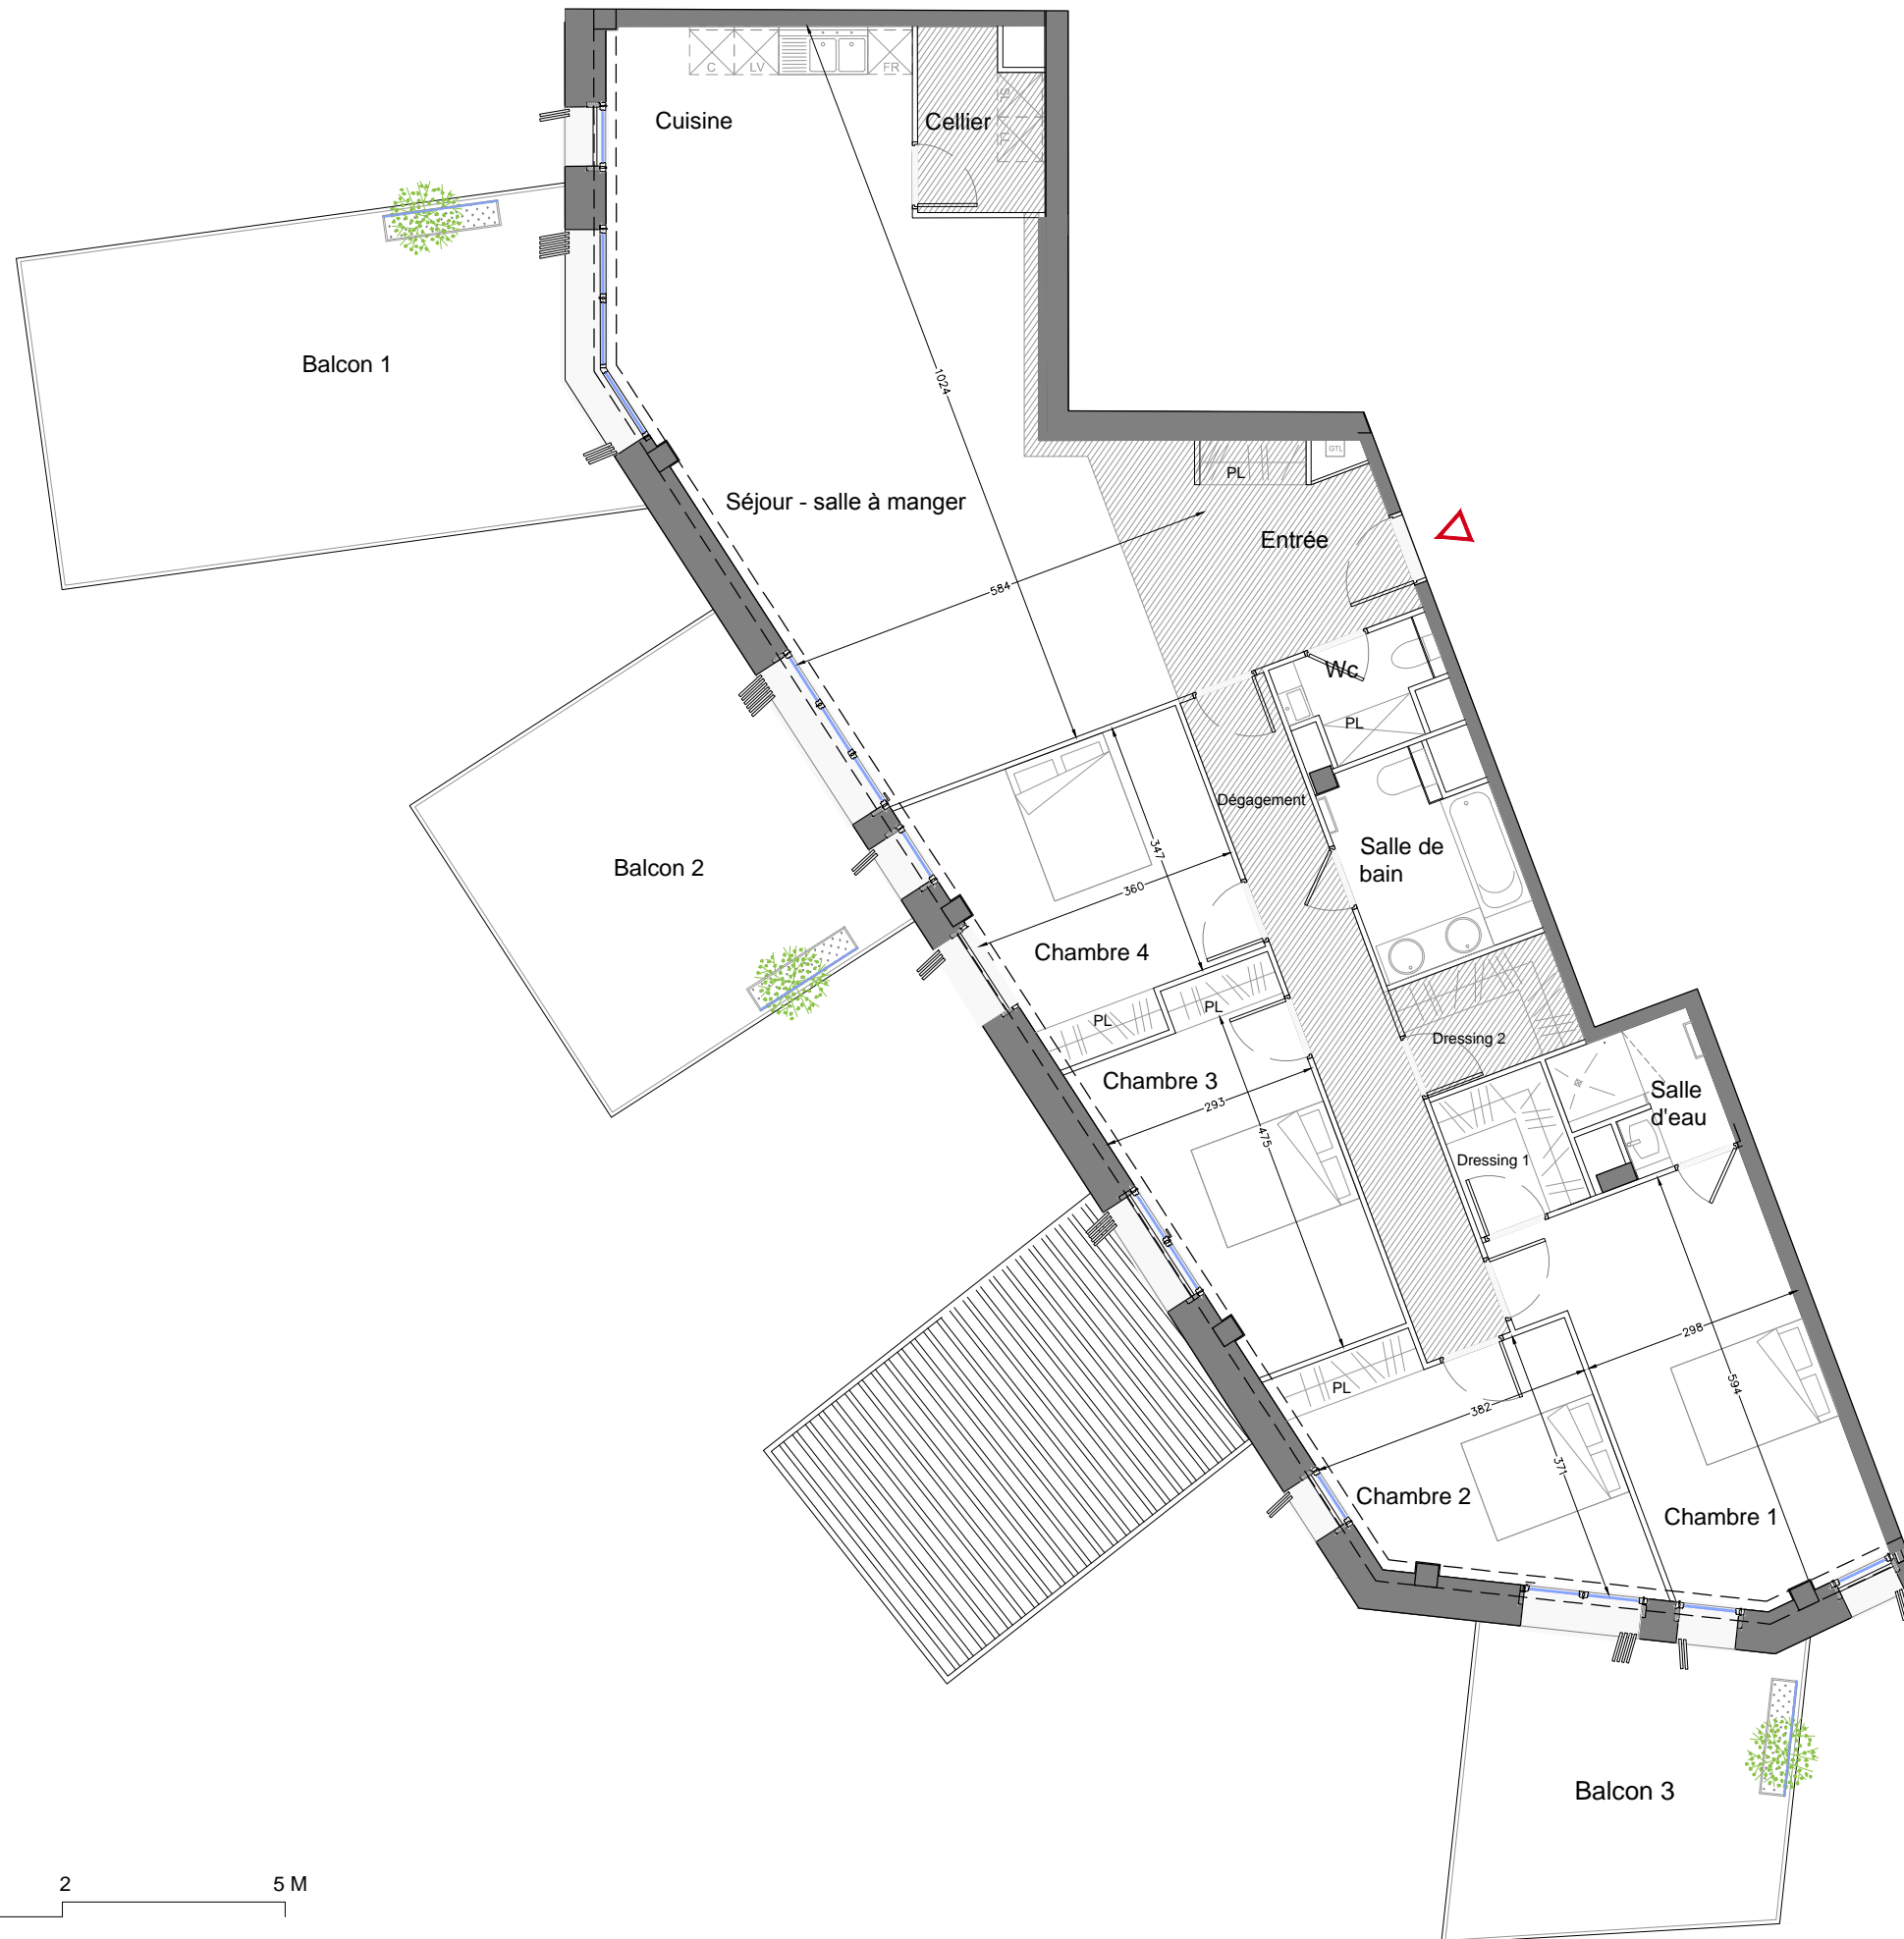 C
LV
FR
Cuisine
Cellier
SL
LL
Balcon 1
1024
GTL
PL
Séjour - salle à manger
Entrée
584
Wc
PL
Dégagement
347
Salle de
bain
Balcon 2
360
Chambre 4
PL
PL
Dressing 2
Chambre 3
Salle
d'eau
293
475
Dressing 1
298
PL
594
382
371
Chambre 2
Chambre 1
Balcon 3
2
5 M